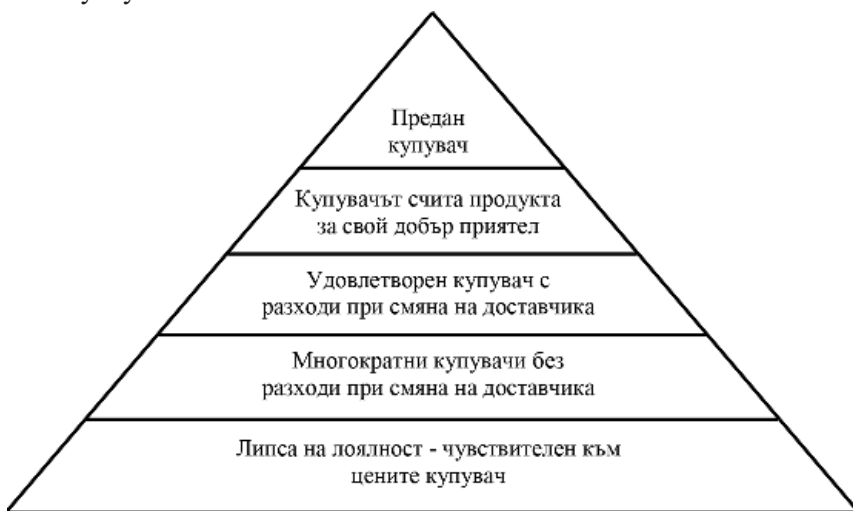 Предан
купувач
Купувачът счита продукта
за свой добър приятел
Удовлетворен купувач с
разходи при смяна на доставчика
Многократни купувачи без
разходи при смяна на доставчика
Липса на лоялност - чувствителен към
цените купувач